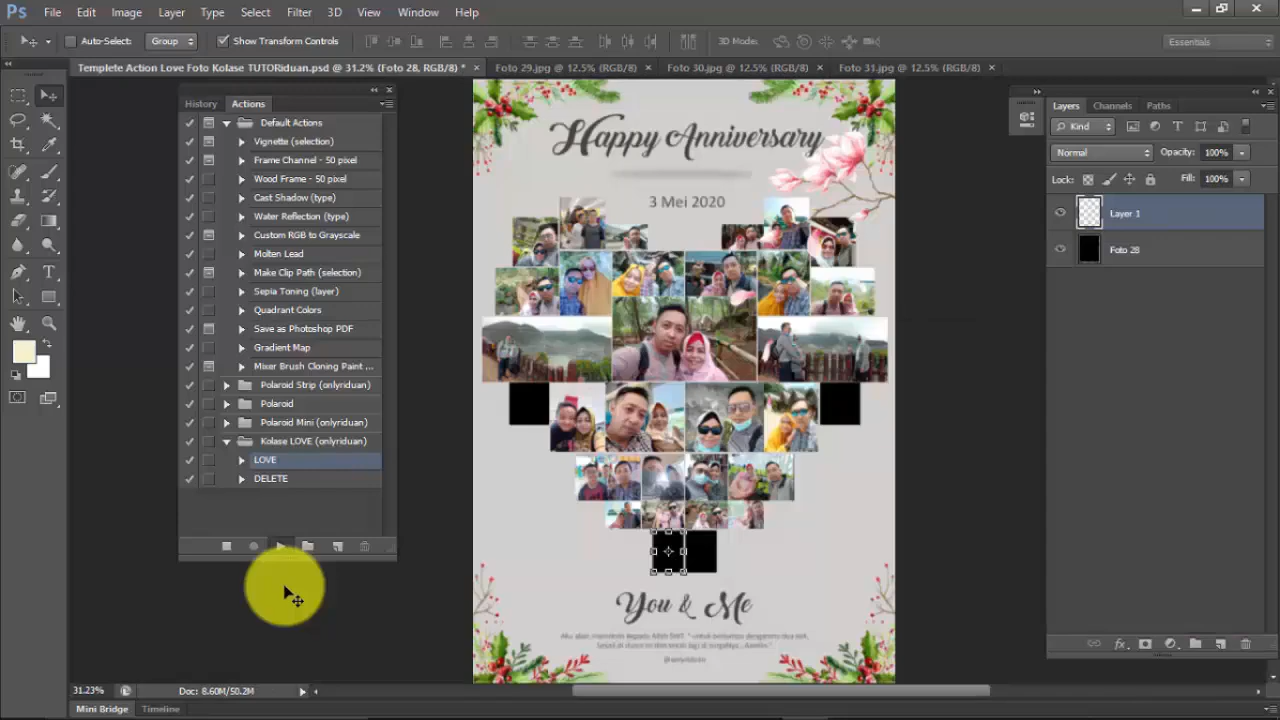 Ps File Edit Image Layer Type Select Filter 3D View Window Help
Auto-Select: Group Show Transform Controls 3D Mode: Essentials
Templete Action Love Foto Kolase TUTORiduan.psd @ 31.2% (Foto 28, RGB/8) * × Foto 29.jpg @ 12.5% (RGB/8) × Foto 30.jpg @ 12.5% (RGB/8) × Foto 31.jpg @ 12.5% (RGB/8) ×
History Actions
Default Actions
Vignette (selection)
Frame Channel - 50 pixel
Wood Frame - 50 pixel
Cast Shadow (type)
Water Reflection (type)
Custom RGB to Grayscale
Molten Lead
Make Clip Path (selection)
Sepia Toning (layer)
Quadrant Colors
Save as Photoshop PDF
Gradient Map
Mixer Brush Cloning Paint ...
Polaroid Strip (onlyriduan)
Polaroid
Polaroid Mini (onlyriduan)
Kolase LOVE (onlyriduan)
LOVE
DELETE
Happy Anniversary
3 Mei 2020
You & Me
Layers Channels Paths
Kind
Normal Opacity: 100%
Lock: Fill: 100%
Layer 1
Foto 28
31.23% Doc: 8.60M/50.2M
Mini Bridge Timeline